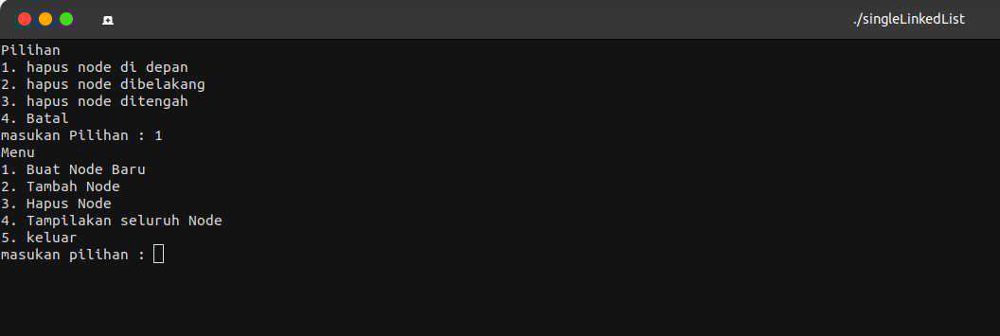 ./singleLinkedList
Pilihan
1. hapus node di depan
2. hapus node dibelakang
3. hapus node ditengah
4. Batal
masukan Pilihan : 1
Menu
1. Buat Node Baru
2. Tambah Node
3. Hapus Node
4. Tampilakan seluruh Node
5. keluar
masukan pilihan :